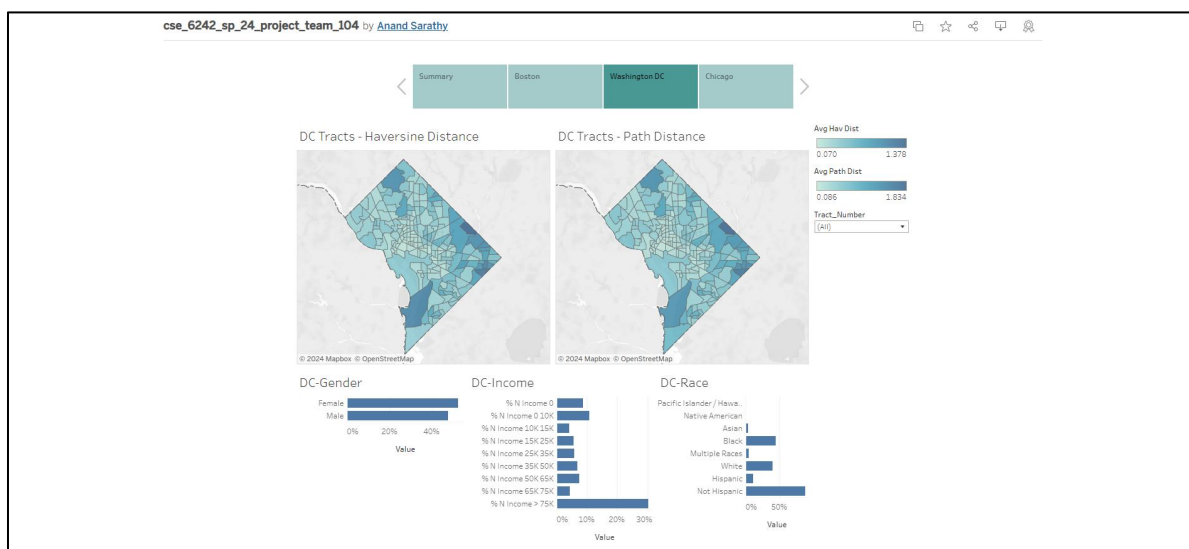 cse_6242_sp_24_project_team_104 by Anand Sarathy
Summary
Boston
Washington DC
Chicago
DC Tracts - Haversine Distance
DC Tracts - Path Distance
Avg Hav Dist
0.070 1.378
Avg Path Dist
0.086 1.834
Tract_Number
(All)
© 2024 Mapbox © OpenStreetMap
© 2024 Mapbox © OpenStreetMap
DC-Gender
Female
Male
0% 20% 40%
Value
DC-Income
% N Income 0
% N Income 0 10K
% N Income 10K 15K
% N Income 15K 25K
% N Income 25K 35K
% N Income 35K 50K
% N Income 50K 65K
% N Income 65K 75K
% N Income > 75K
0% 10% 20% 30%
Value
DC-Race
Pacific Islander / Hawa..
Native American
Asian
Black
Multiple Races
White
Hispanic
Not Hispanic
0% 50%
Value